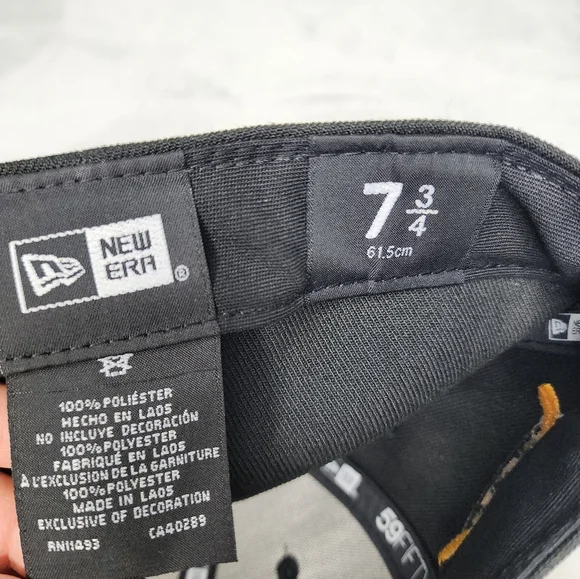 NEW
ERA®
7 3/4
61.5cm
100% POLIÉSTER
HECHO EN LAOS
NO INCLUYE DECORACIÓN
100% POLYESTER
FABRIQUÉ EN LAOS
À L'EXCLUSION DE LA GARNITURE
100% POLYESTER
MADE IN LAOS
EXCLUSIVE OF DECORATION
RN11493 CA40289
59FIFT